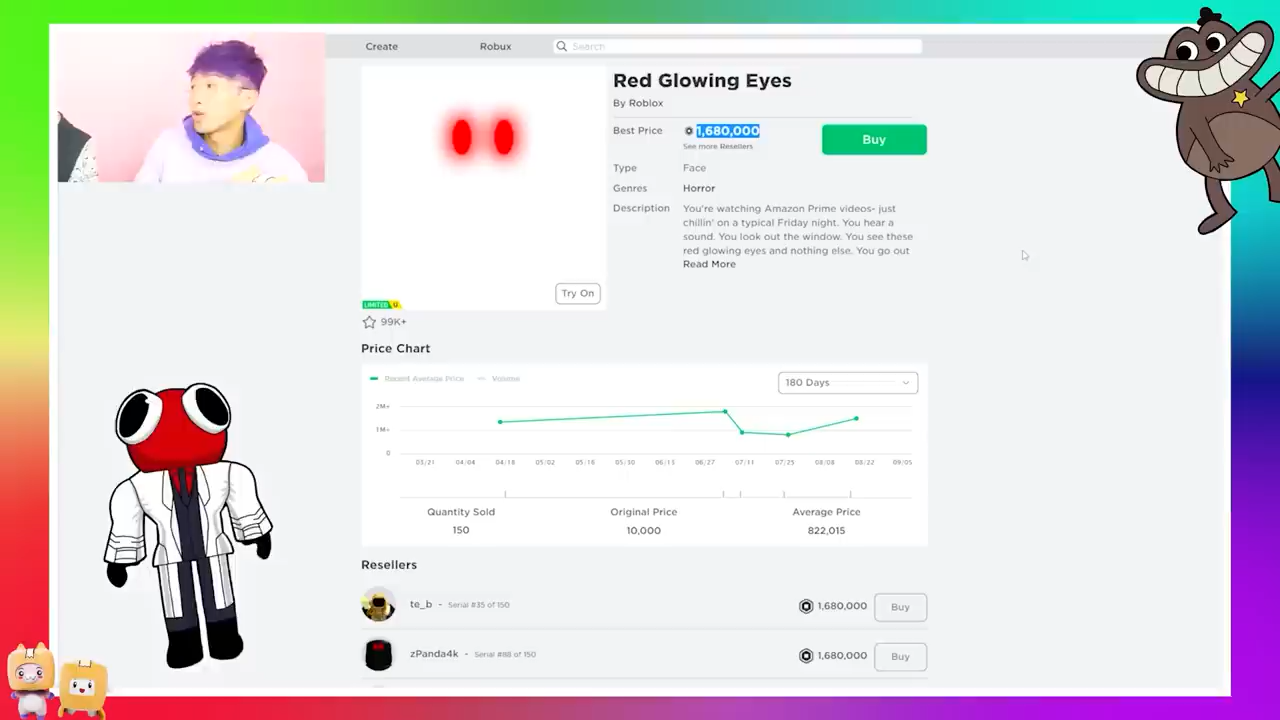 Create
Robux
Search
Red Glowing Eyes
By Roblox
Best Price
1,680,000
Buy
See more Resellers
Type
Face
Genres
Horror
Description
You're watching Amazon Prime videos- just
chillin' on a typical Friday night. You hear a
sound. You look out the window. You see these
red glowing eyes and nothing else. You go out
Read More
Try On
LIMITED U
99K+
Price Chart
Recent Average Price
Volume
180 Days
2M+
1M+
0
03/21 04/04 04/18 05/02 05/16 05/30 06/13 06/27 07/11 07/25 08/08 08/22 09/05
Quantity Sold
Original Price
Average Price
150
10,000
822,015
Resellers
te_b - Serial #35 of 150
1,680,000
Buy
zPanda4k - Serial #88 of 150
1,680,000
Buy